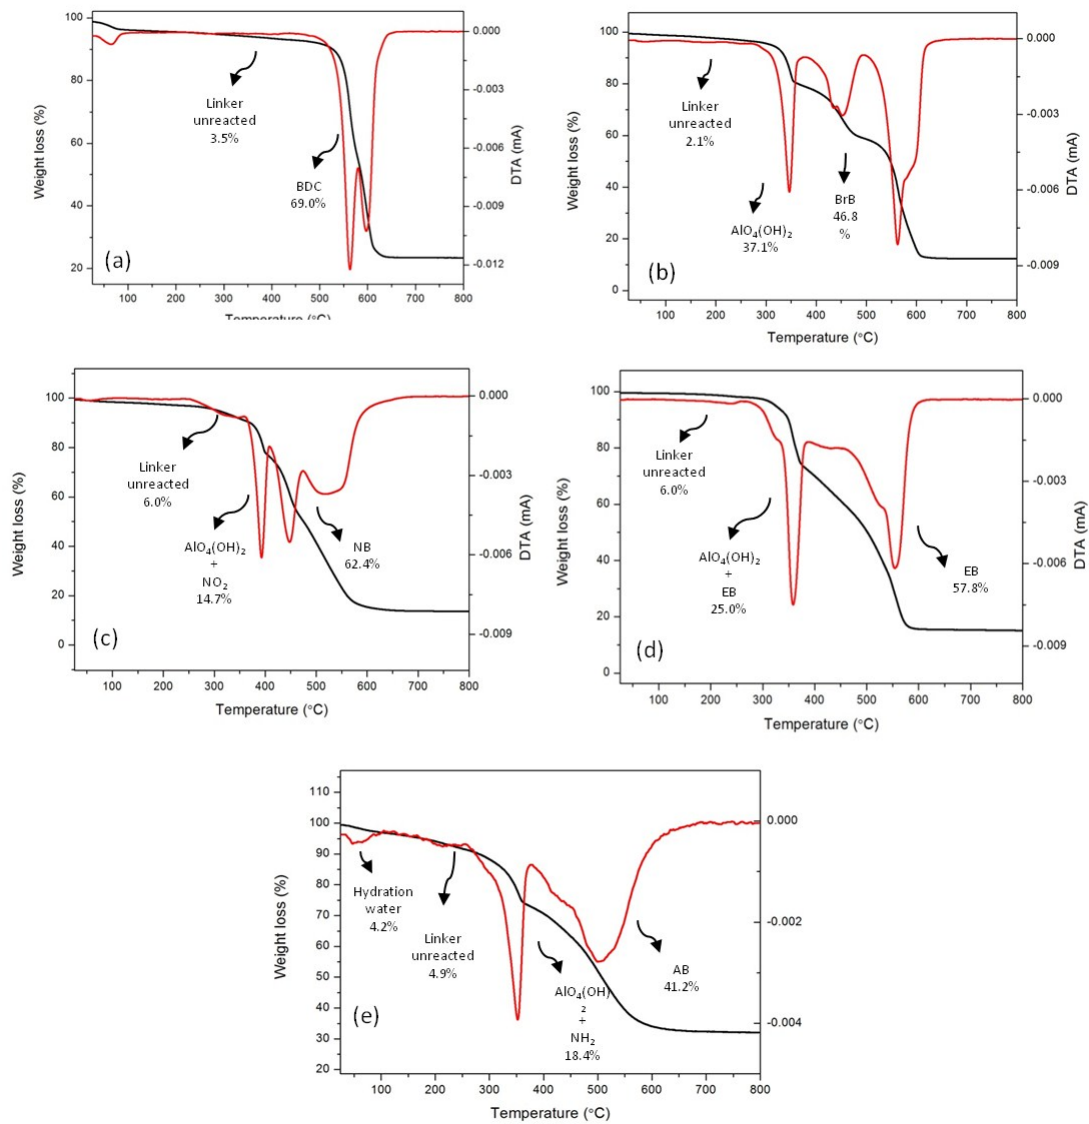 100
80
60
40
20
Weight loss (%)
0.000
-0.003
-0.006
-0.009
-0.012
DTA (mA)
Linker
unreacted
3.5%
BDC
69.0%
(a)
100 200 300 400 500 600 700 800
Temperature (°C)
100
80
60
40
20
0
Weight loss (%)
0.000
-0.003
-0.006
-0.009
DTA (mA)
Linker
unreacted
2.1%
AlO₄(OH)₂
37.1%
BrB
46.8
%
(b)
100 200 300 400 500 600 700 800
Temperature (°C)
100
80
60
40
20
0
Weight loss (%)
0.000
-0.003
-0.006
-0.009
DTA (mA)
Linker
unreacted
6.0%
AlO₄(OH)₂
+
NO₂
14.7%
NB
62.4%
(c)
100 200 300 400 500 600 700 800
Temperature (°C)
100
80
60
40
20
0
Weight loss (%)
0.000
-0.003
-0.006
-0.009
DTA (mA)
Linker
unreacted
6.0%
AlO₄(OH)₂
+
EB
25.0%
EB
57.8%
(d)
100 200 300 400 500 600 700 800
Temperature (°C)
110
100
90
80
70
60
50
40
30
20
Weight loss (%)
0.000
-0.002
-0.004
Hydration
water
4.2%
Linker
unreacted
4.9%
AlO₄(OH)
₂
+
NH₂
18.4%
AB
41.2%
(e)
100 200 300 400 500 600 700 800
Temperature (°C)